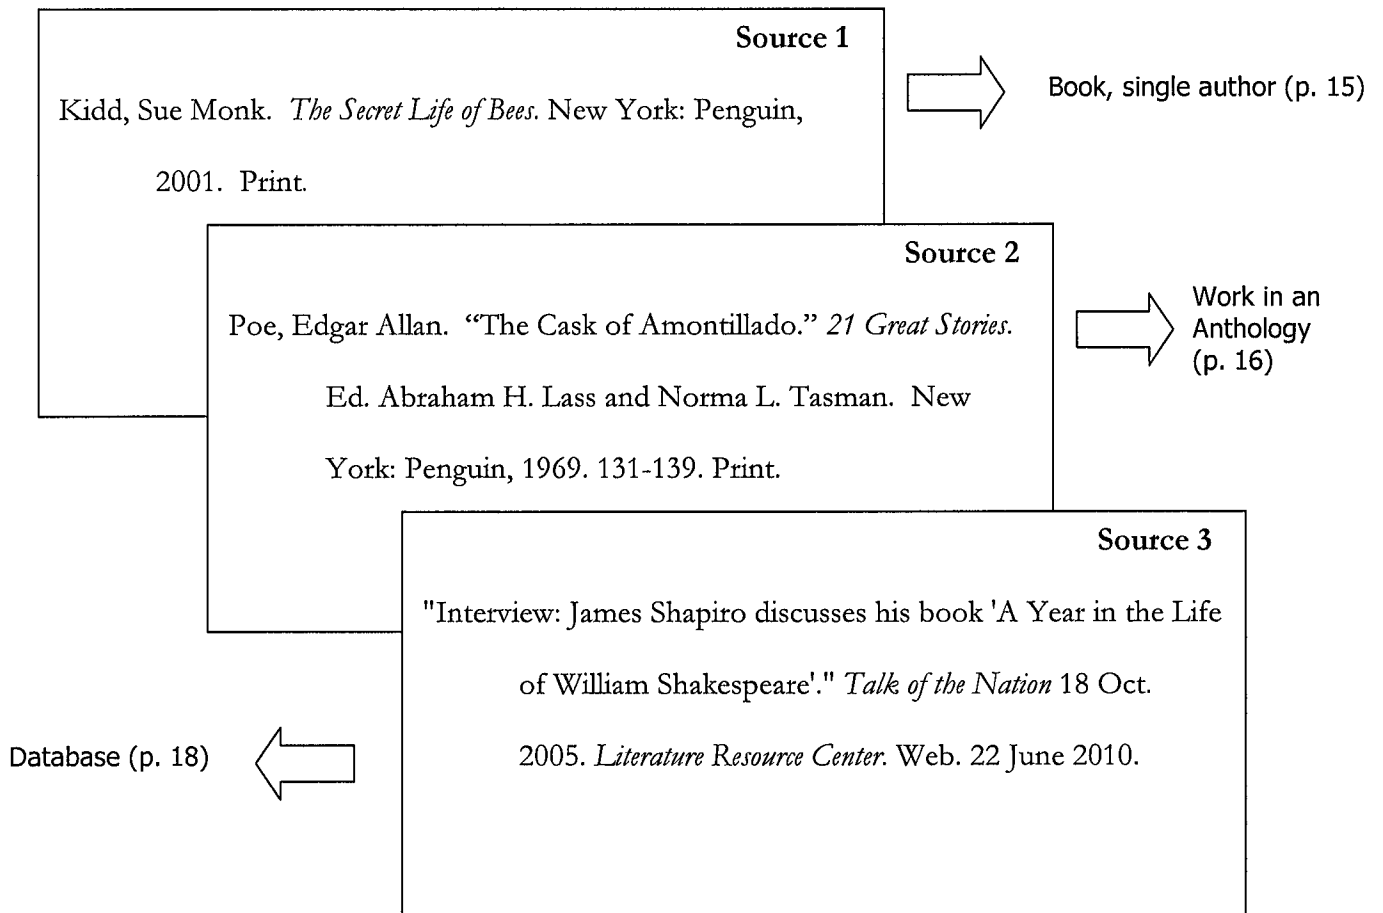 Source 1
Kidd, Sue Monk. The Secret Life of Bees. New York: Penguin,
2001. Print.
Book, single author (p. 15)
Source 2
Poe, Edgar Allan. “The Cask of Amontillado.” 21 Great Stories.
Ed. Abraham H. Lass and Norma L. Tasman. New
York: Penguin, 1969. 131-139. Print.
Work in an
Anthology
(p. 16)
Source 3
"Interview: James Shapiro discusses his book 'A Year in the Life
of William Shakespeare'." Talk of the Nation 18 Oct.
2005. Literature Resource Center. Web. 22 June 2010.
Database (p. 18)